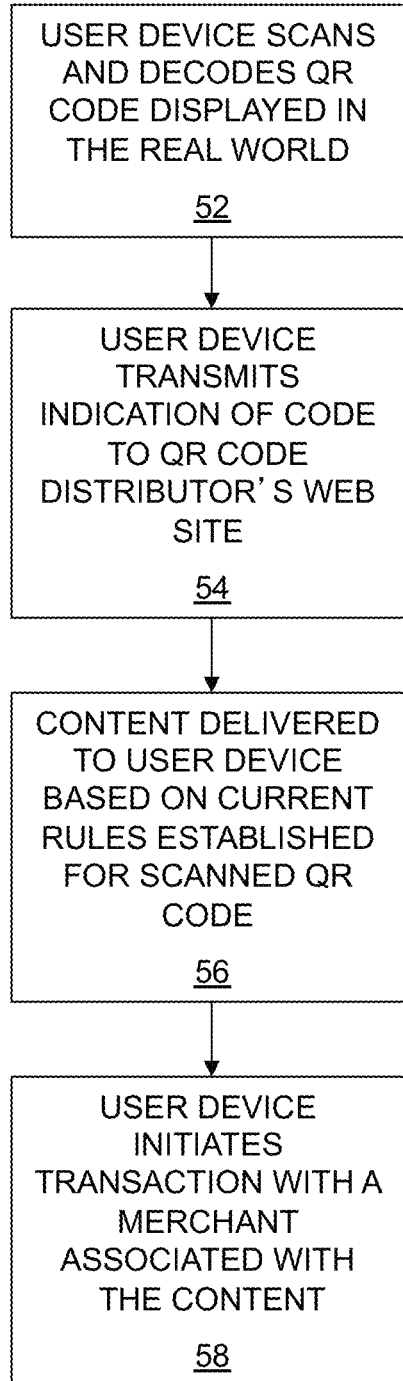 USER DEVICE SCANS
AND DECODES QR
CODE DISPLAYED IN
THE REAL WORLD
52
USER DEVICE
TRANSMITS
INDICATION OF CODE
TO QR CODE
DISTRIBUTOR'S WEB
SITE
54
CONTENT DELIVERED
TO USER DEVICE
BASED ON CURRENT
RULES ESTABLISHED
FOR SCANNED QR
CODE
56
USER DEVICE
INITIATES
TRANSACTION WITH A
MERCHANT
ASSOCIATED WITH
THE CONTENT
58